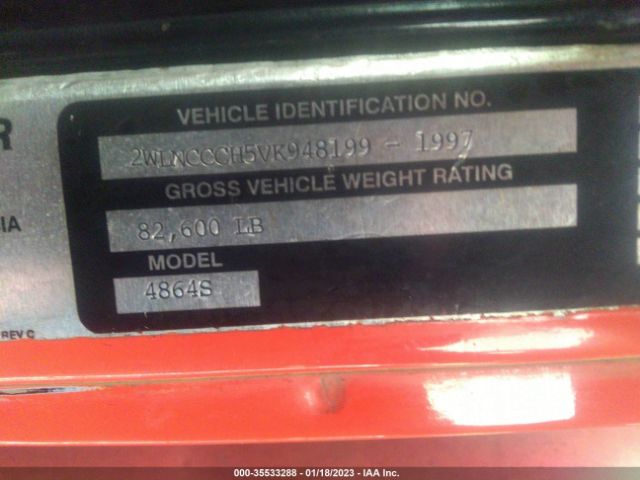 VEHICLE IDENTIFICATION NO.
2WLNCCCH5VK948199 - 1997
GROSS VEHICLE WEIGHT RATING
82,600 LB
MODEL
4864S
R
IA
REV C
000-35533288 - 01/18/2023 - IAA Inc.